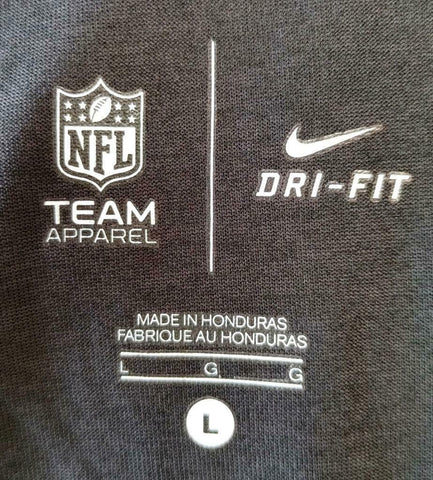 NFL
TEAM
APPAREL
DRI-FIT
MADE IN HONDURAS
FABRIQUE AU HONDURAS
L G G
L